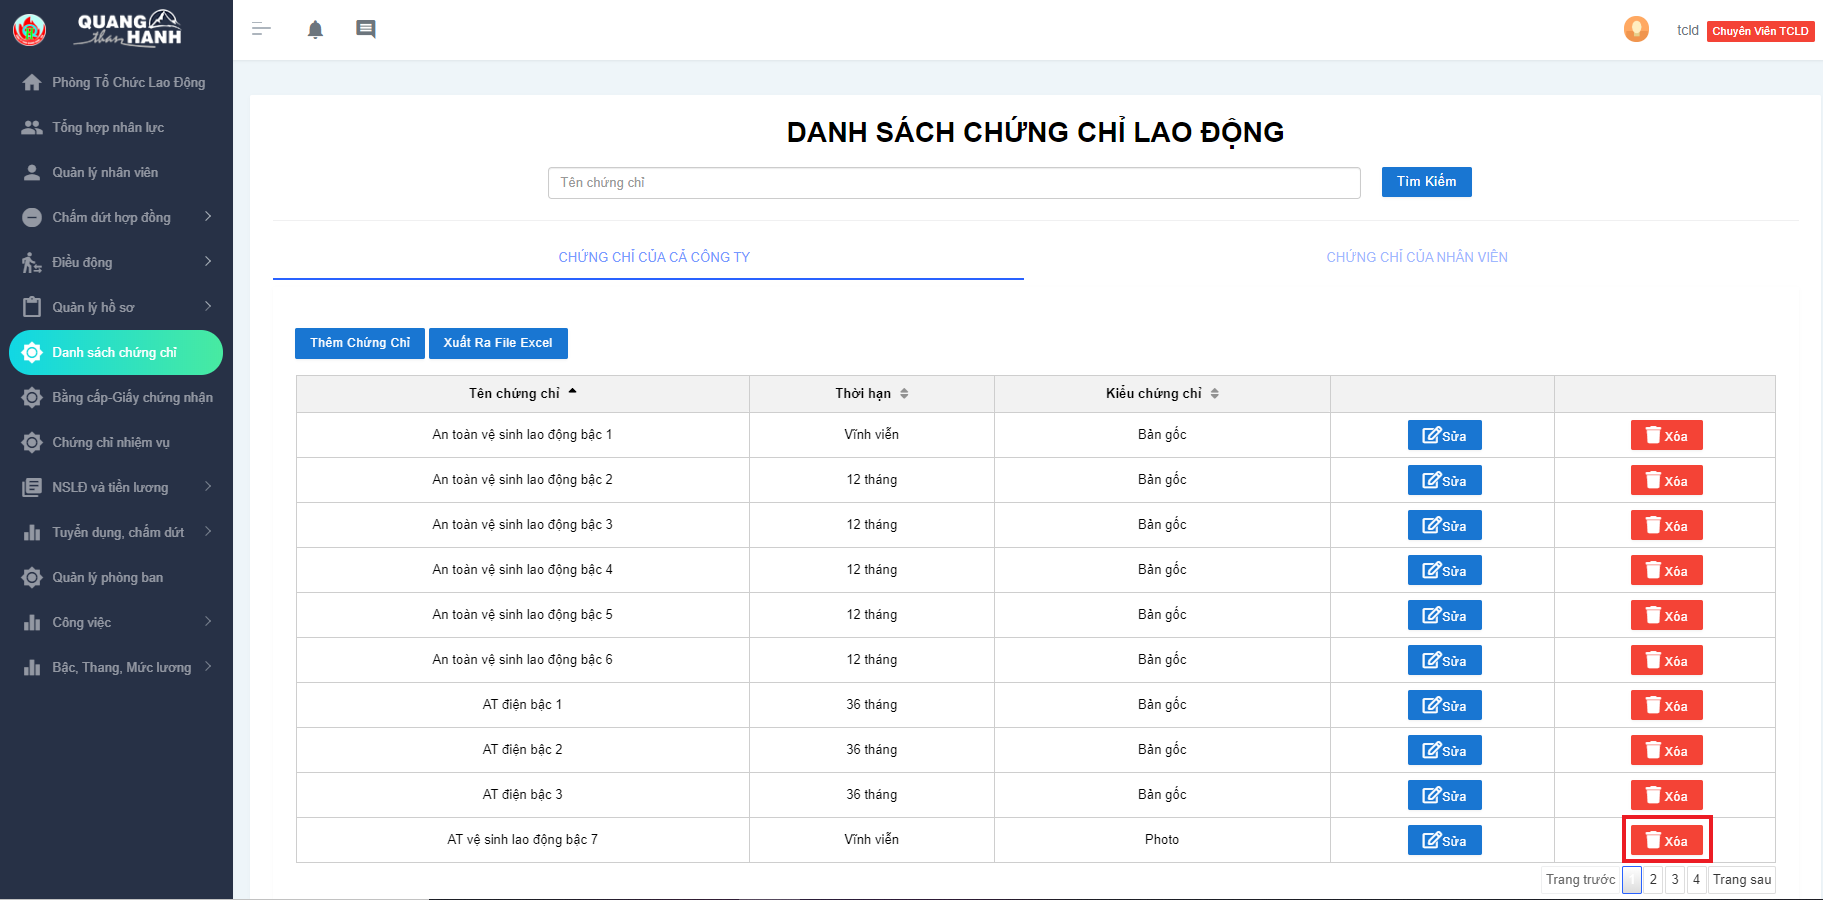 QUANG
than HANH
tcld Chuyên Viên TCLD
Phòng Tổ Chức Lao Động
Tổng hợp nhân lực
Quản lý nhân viên
Chấm dứt hợp đồng
Điều động
Quản lý hồ sơ
Danh sách chứng chỉ
Bằng cấp-Giấy chứng nhận
Chứng chỉ nhiệm vụ
NSLĐ và tiền lương
Tuyển dụng, chấm dứt
Quản lý phòng ban
Công việc
Bậc, Thang, Mức lương
DANH SÁCH CHỨNG CHỈ LAO ĐỘNG
Tên chứng chỉ Tìm Kiếm
CHỨNG CHỈ CỦA CẢ CÔNG TY CHỨNG CHỈ CỦA NHÂN VIÊN
Thêm Chứng Chỉ Xuất Ra File Excel
Tên chứng chỉ Thời hạn Kiểu chứng chỉ
An toàn vệ sinh lao động bậc 1 Vĩnh viễn Bản gốc Sửa Xóa
An toàn vệ sinh lao động bậc 2 12 tháng Bản gốc Sửa Xóa
An toàn vệ sinh lao động bậc 3 12 tháng Bản gốc Sửa Xóa
An toàn vệ sinh lao động bậc 4 12 tháng Bản gốc Sửa Xóa
An toàn vệ sinh lao động bậc 5 12 tháng Bản gốc Sửa Xóa
An toàn vệ sinh lao động bậc 6 12 tháng Bản gốc Sửa Xóa
AT điện bậc 1 36 tháng Bản gốc Sửa Xóa
AT điện bậc 2 36 tháng Bản gốc Sửa Xóa
AT điện bậc 3 36 tháng Bản gốc Sửa Xóa
AT vệ sinh lao động bậc 7 Vĩnh viễn Photo Sửa Xóa
Trang trước 1 2 3 4 Trang sau